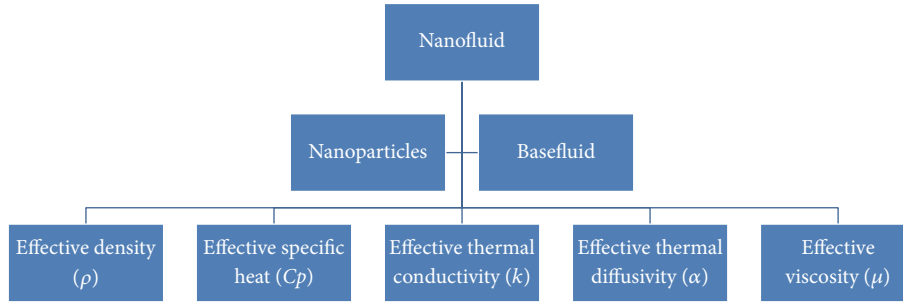 Nanofluid
Nanoparticles
Basefluid
Effective density
(ρ)
Effective specific
heat (Cp)
Effective thermal
conductivity (k)
Effective thermal
diffusivity (α)
Effective
viscosity (μ)